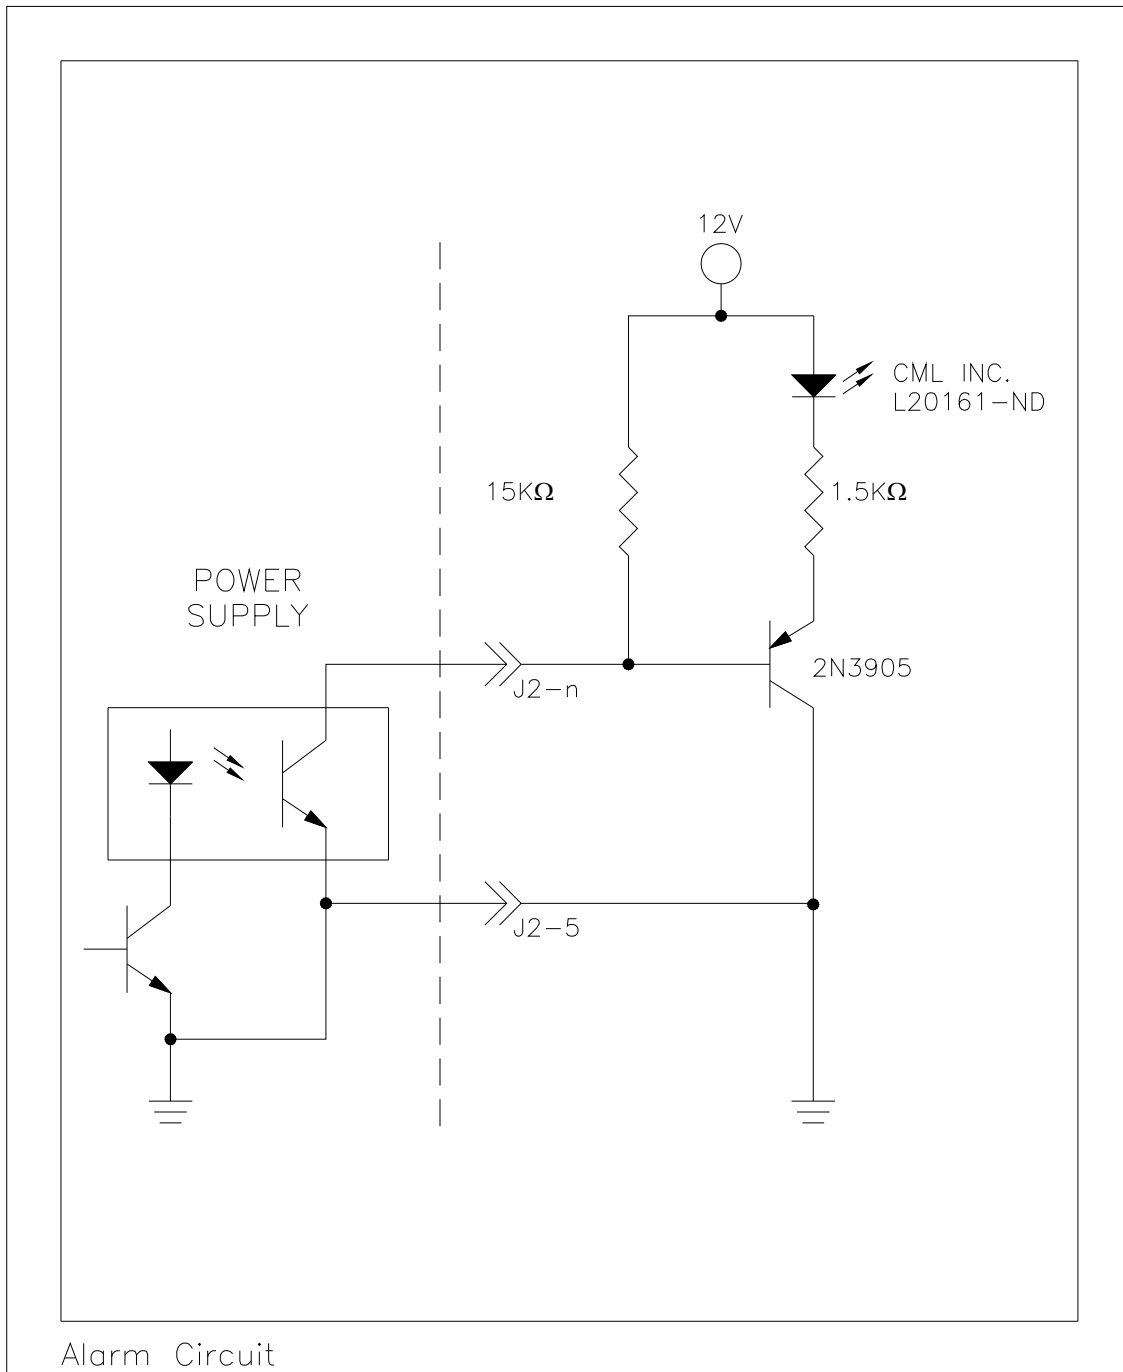 12V
CML INC.
L20161-ND
15KΩ
1.5KΩ
POWER
SUPPLY
2N3905
J2-n
J2-5
Alarm Circuit